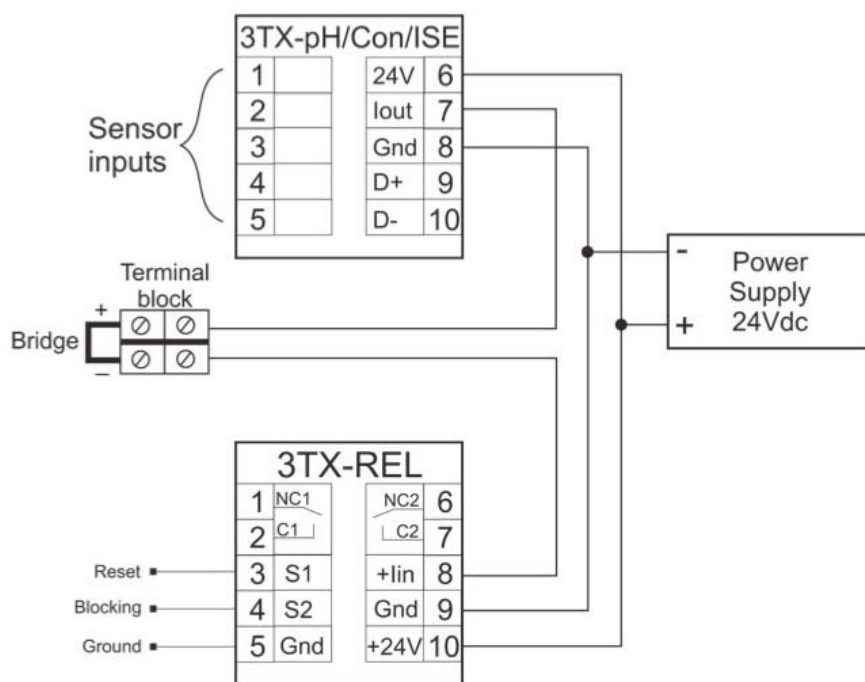 3TX-pH/Con/ISE
1 24V 6
2 Iout 7
3 Gnd 8
4 D+ 9
5 D- 10
Sensor
inputs
Terminal
block
+
Bridge
–
-
+
Power
Supply
24Vdc
3TX-REL
1 NC1 NC2 6
2 C1 C2 7
Reset 3 S1 +Iin 8
Blocking 4 S2 Gnd 9
Ground 5 Gnd +24V 10